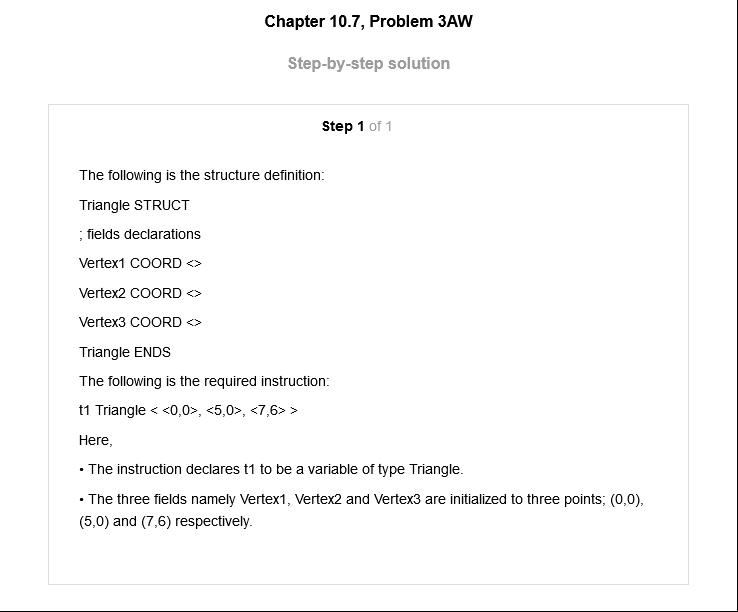 Chapter 10.7, Problem 3AW
Step-by-step solution
Step 1 of 1
The following is the structure definition:
Triangle STRUCT
; fields declarations
Vertex1 COORD <>
Vertex2 COORD <>
Vertex3 COORD <>
Triangle ENDS
The following is the required instruction:
t1 Triangle < <0,0>, <5,0>, <7,6> >
Here,
• The instruction declares t1 to be a variable of type Triangle.
• The three fields namely Vertex1, Vertex2 and Vertex3 are initialized to three points; (0,0),
(5,0) and (7,6) respectively.